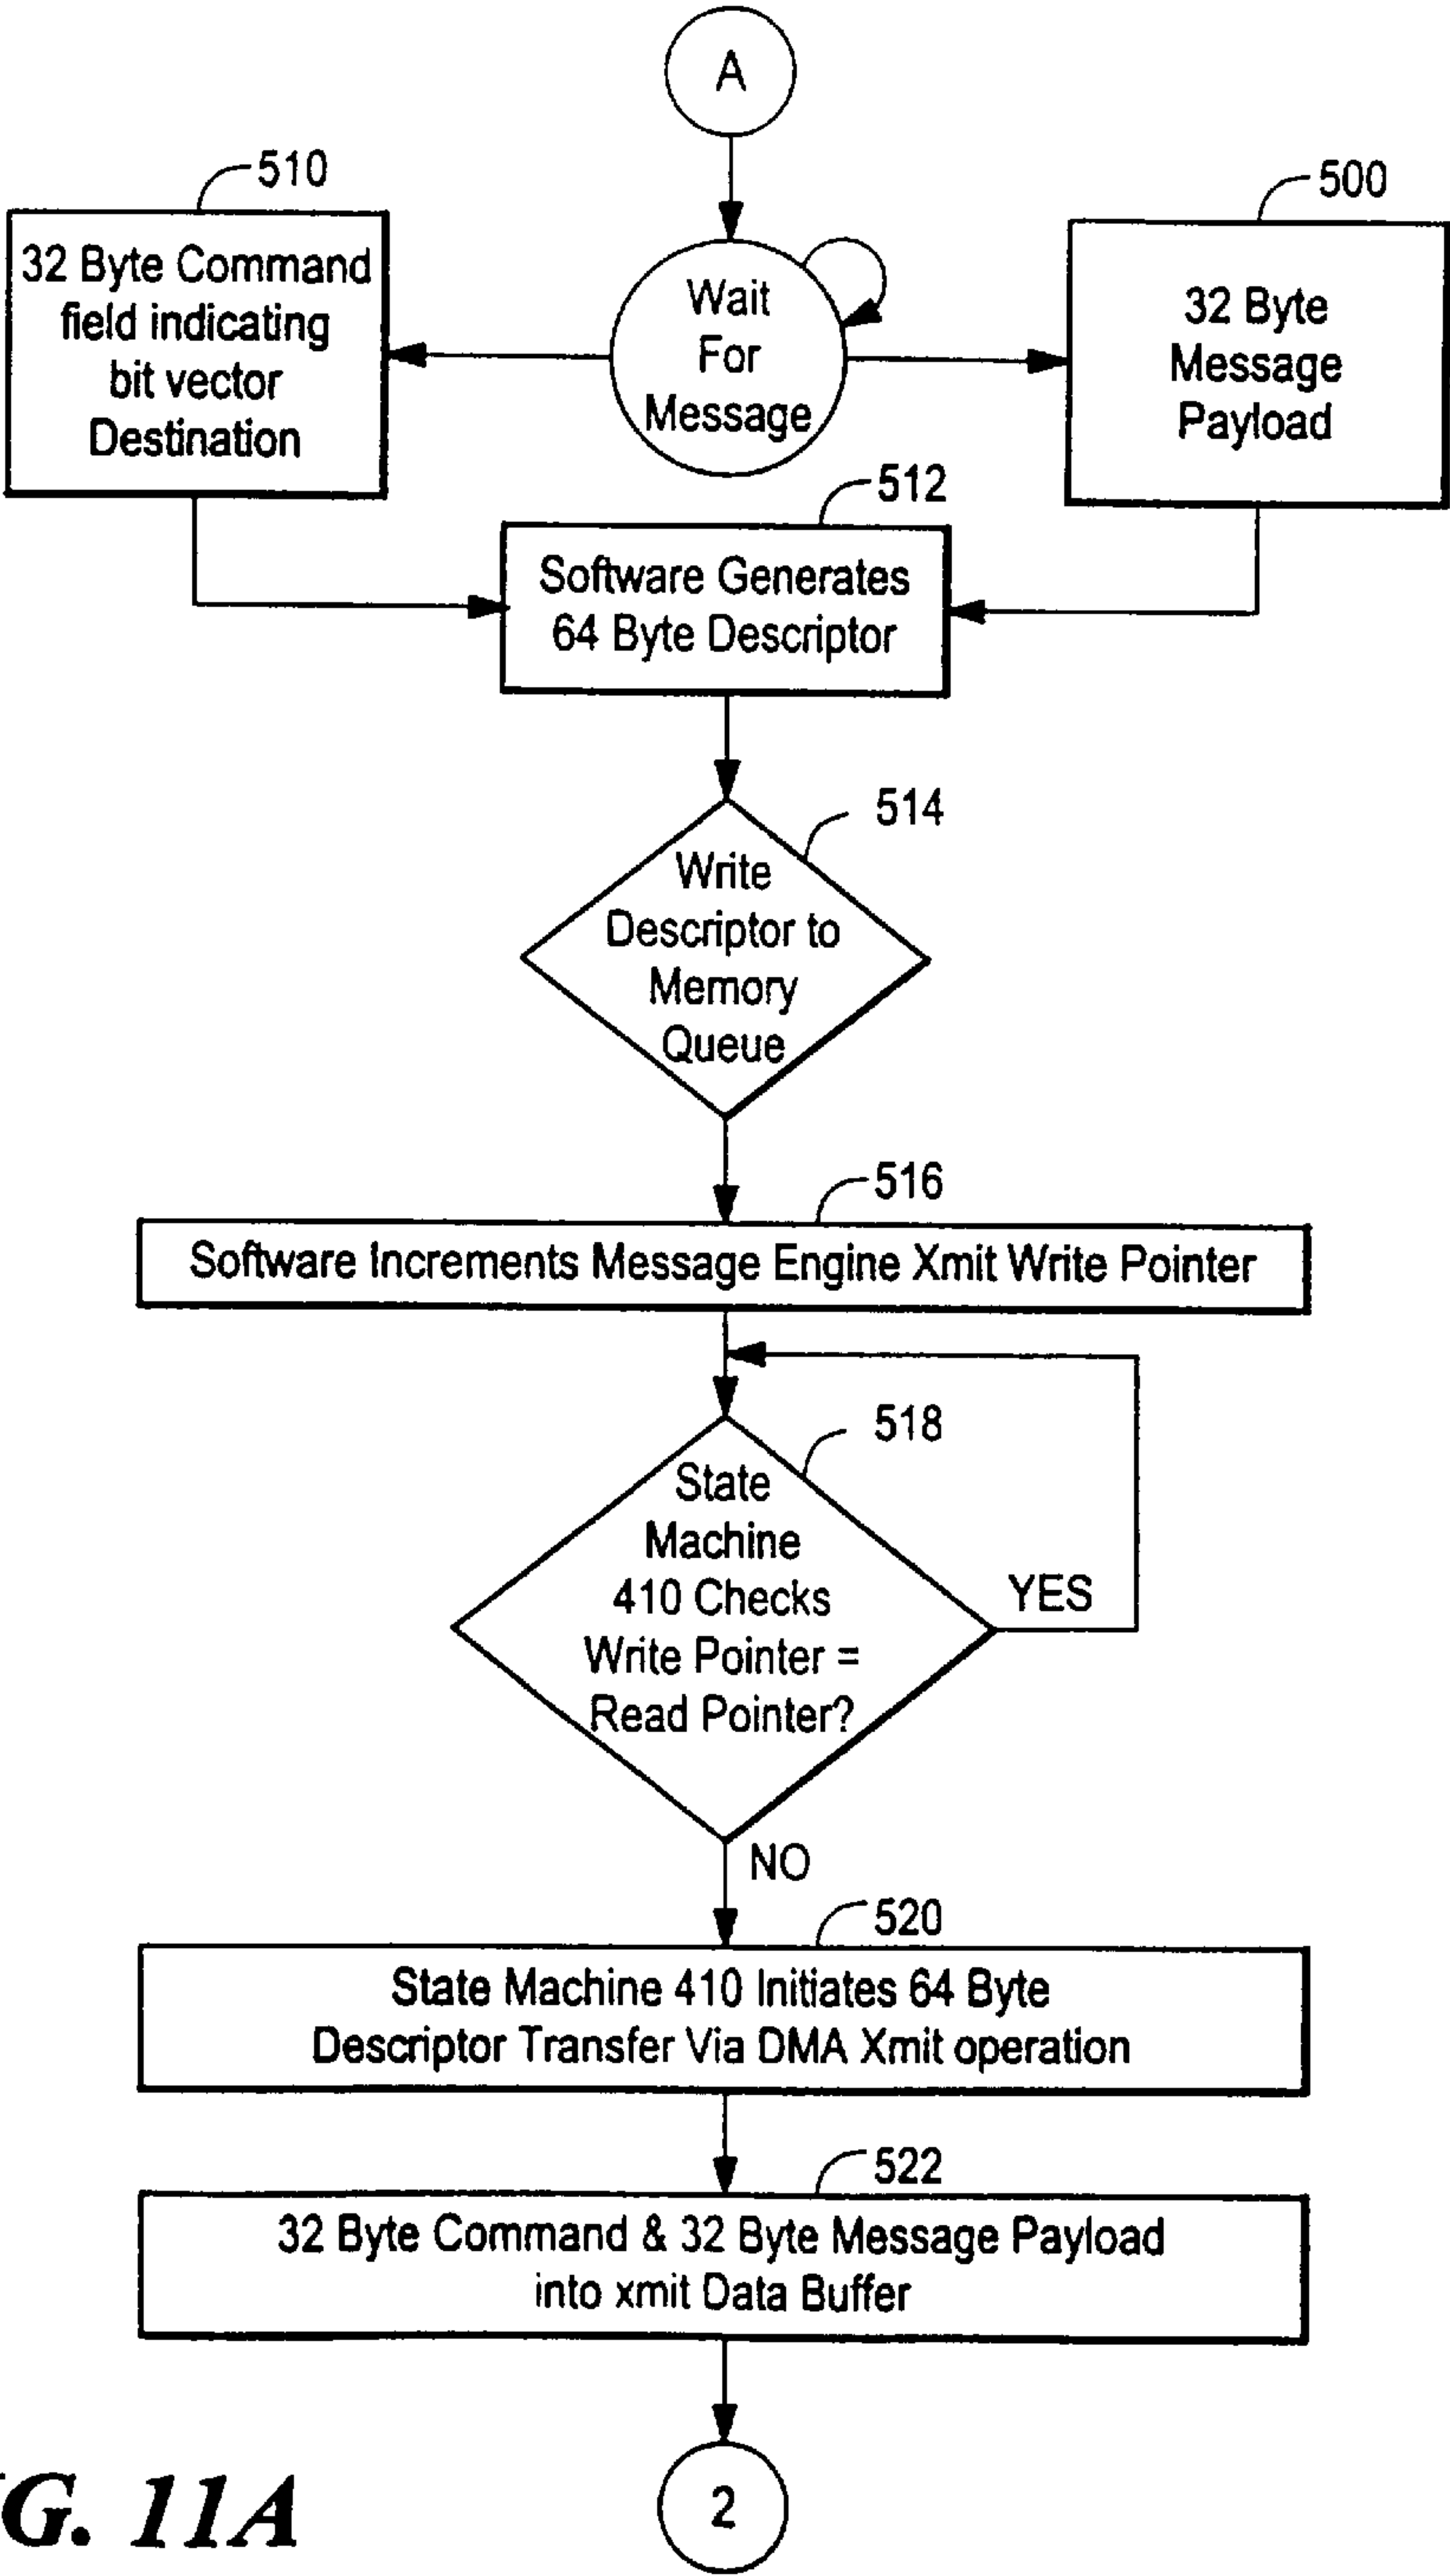 A
510
32 Byte Command
field indicating
bit vector
Destination
Wait
For
Message
500
32 Byte
Message
Payload
512
Software Generates
64 Byte Descriptor
514
Write
Descriptor to
Memory
Queue
516
Software Increments Message Engine Xmit Write Pointer
518
State
Machine
410 Checks
Write Pointer =
Read Pointer?
YES
NO
520
State Machine 410 Initiates 64 Byte
Descriptor Transfer Via DMA Xmit operation
522
32 Byte Command & 32 Byte Message Payload
into xmit Data Buffer
2
G. 11A